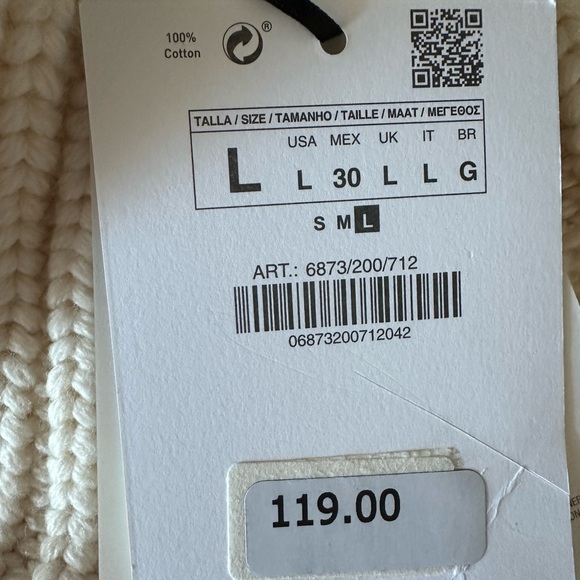 100%
Cotton
®
TALLA / SIZE / TAMANHO / TAILLE / MAAT / ΜΕΓΕΘΟΣ
USA MEX UK IT BR
L L 30 L L G
S M L
ART.: 6873/200/712
06873200712042
119.00